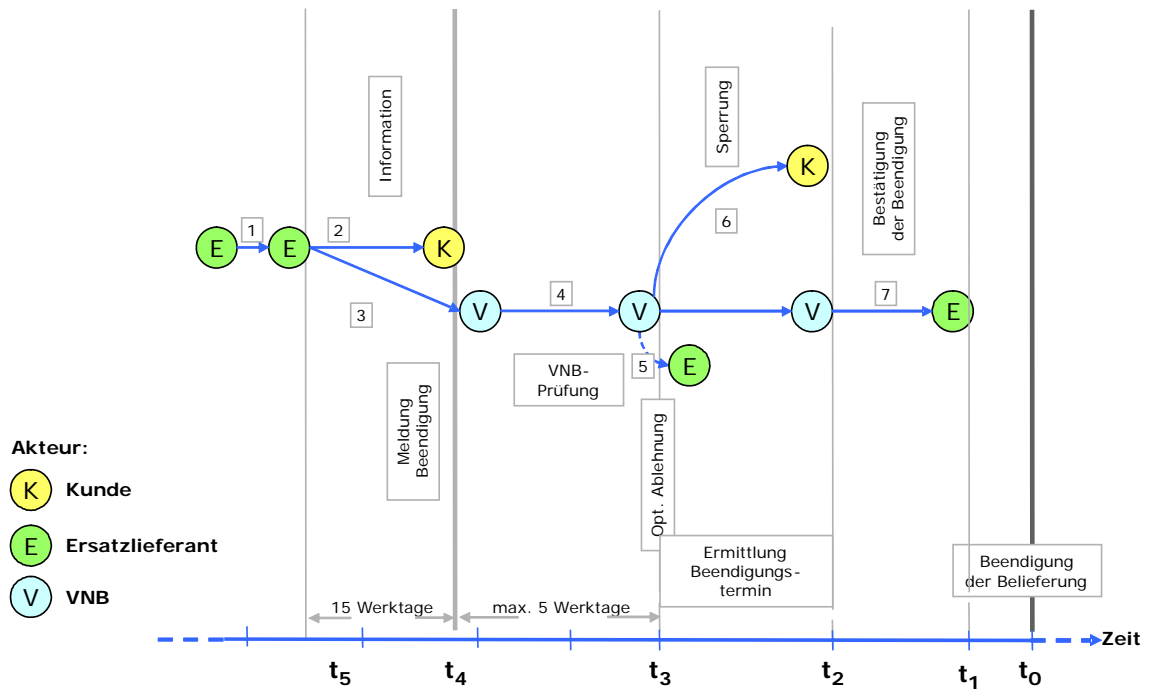 Information
Sperrung
Bestätigung
der Beendigung
K
1
2
6
E
E
K
3
4
7
V
V
V
E
5
E
VNB-
Prüfung
Meldung
Beendigung
Opt. Ablehnung
Akteur:
K Kunde
E Ersatzlieferant
V VNB
Ermittlung
Beendigungs-
termin
Beendigung
der Belieferung
15 Werktage
max. 5 Werktage
Zeit
t5 t4 t3 t2 t1 t0